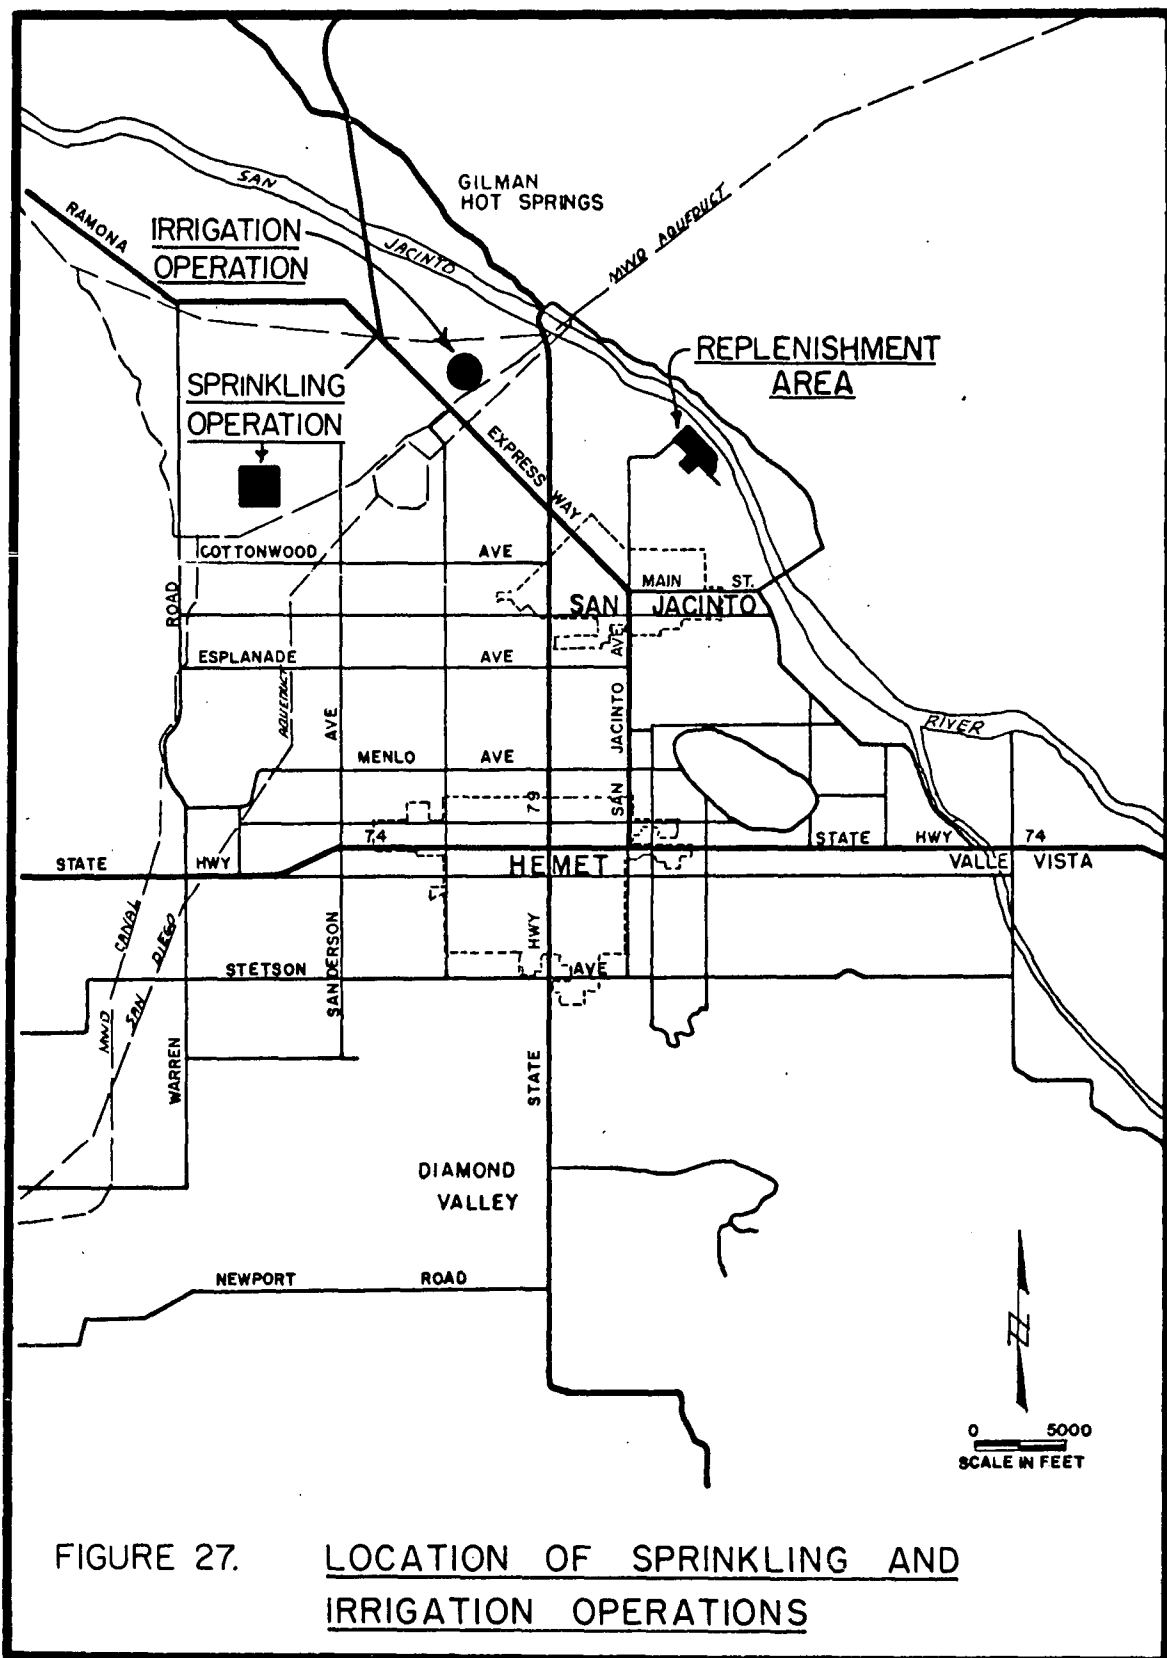 GILMAN
HOT SPRINGS
SAN
JACINTO
RAMONA
IRRIGATION
OPERATION
MWD AQUEDUCT
REPLENISHMENT
AREA
SPRINKLING
OPERATION
EXPRESS WAY
COTTONWOOD AVE
MAIN ST.
SAN JACINTO
ROAD
AVE
ESPLANADE AVE
AQUEDUCT
AVE
SAN JACINTO
RIVER
MENLO AVE
79
74
STATE HWY 74
STATE HWY
HEMET
VALLE VISTA
CANAL
SAN DIEGO
SANDERSON
HWY
STETSON AVE
MWD
WARREN
STATE
DIAMOND
VALLEY
NEWPORT ROAD
N
0 5000
SCALE IN FEET
FIGURE 27. LOCATION OF SPRINKLING AND
IRRIGATION OPERATIONS